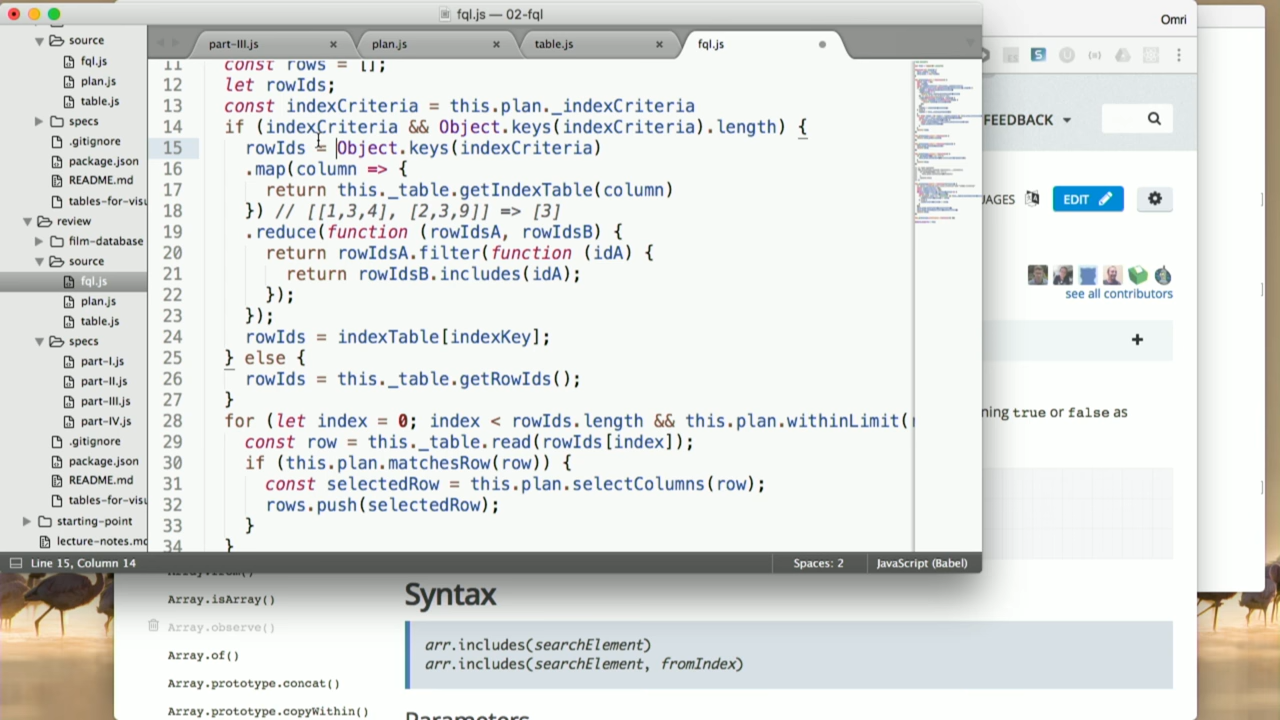 fql.js — 02-fql
Omri
part-III.js
plan.js
table.js
fql.js
source
fql.js
plan.js
table.js
specs
.gitignore
package.json
README.md
tables-for-visu
review
film-database
source
fql.js
plan.js
table.js
specs
part-I.js
part-II.js
part-III.js
part-IV.js
.gitignore
package.json
README.md
tables-for-visu
starting-point
lecture-notes.md
11 const rows = [];
12 let rowIds;
13 const indexCriteria = this.plan._indexCriteria
14 if (indexCriteria && Object.keys(indexCriteria).length) {
15 rowIds = Object.keys(indexCriteria)
16 .map(column => {
17 return this._table.getIndexTable(column)
18 }) // [[1,3,4], [2,3,9]] => [3]
19 .reduce(function (rowIdsA, rowIdsB) {
20 return rowIdsA.filter(function (idA) {
21 return rowIdsB.includes(idA);
22 });
23 });
24 rowIds = indexTable[indexKey];
25 } else {
26 rowIds = this._table.getRowIds();
27 }
28 for (let index = 0; index < rowIds.length && this.plan.withinLimit(
29 const row = this._table.read(rowIds[index]);
30 if (this.plan.matchesRow(row)) {
31 const selectedRow = this.plan.selectColumns(row);
32 rows.push(selectedRow);
33 }
34 }
Line 15, Column 14
Spaces: 2
JavaScript (Babel)
FEEDBACK
UAGES
EDIT
see all contributors
+
ning true or false as
Array.isArray()
Array.observe()
Array.of()
Array.prototype.concat()
Array.prototype.copyWithin()
Syntax
arr.includes(searchElement)
arr.includes(searchElement, fromIndex)
Parameters